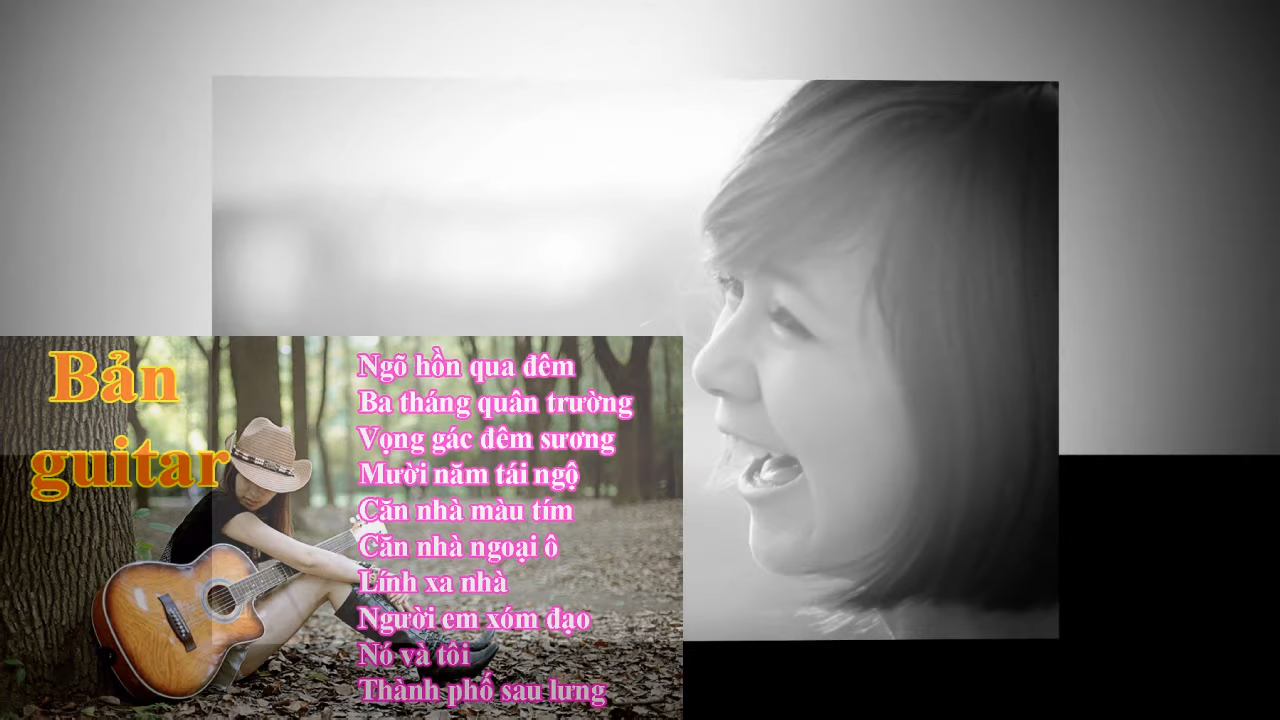 Bản
guitar
Ngõ hồn qua đêm
Ba tháng quân trường
Vọng gác đêm sương
Mười năm tái ngộ
Căn nhà màu tím
Căn nhà ngoại ô
Lính xa nhà
Người em xóm đạo
Nó và tôi
Thành phố sau lưng